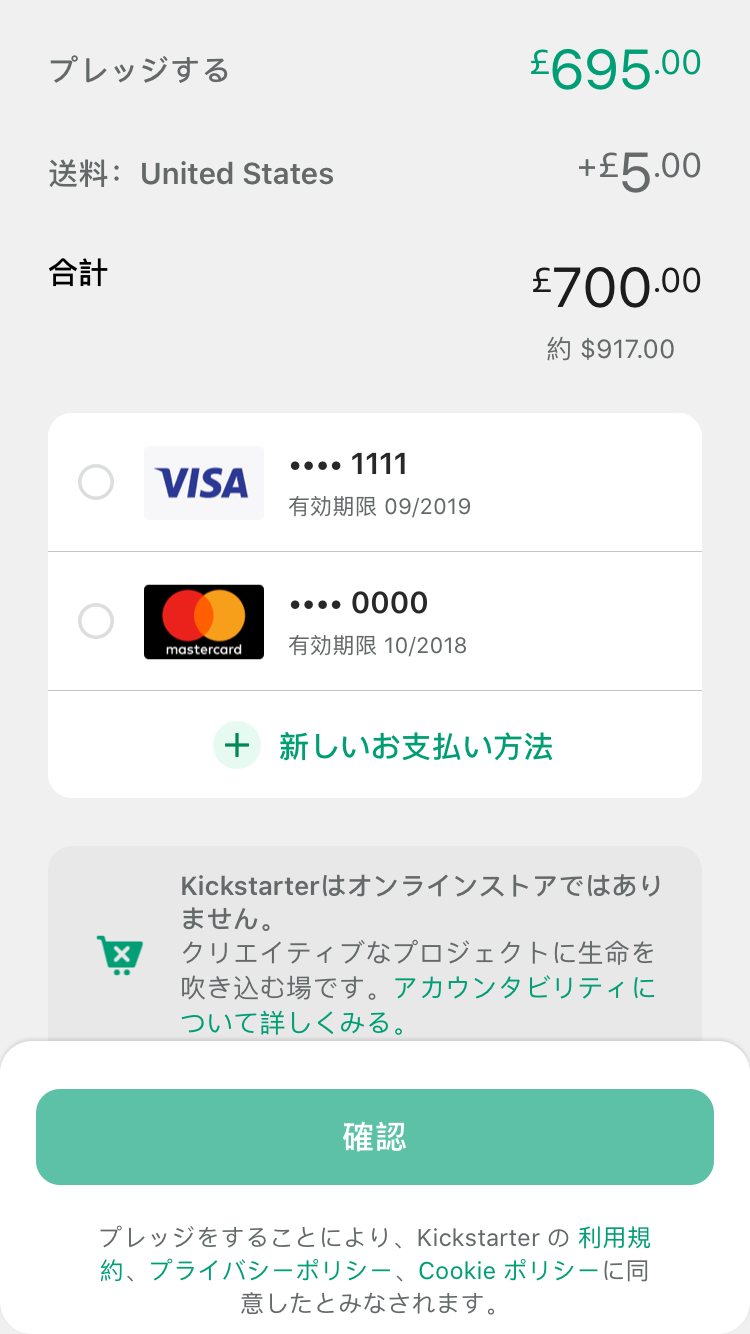 プレッジする £695.00
送料： United States +£5.00
合計 £700.00
約 $917.00
VISA •••• 1111
有効期限 09/2019
•••• 0000
mastercard 有効期限 10/2018
+ 新しいお支払い方法
Kickstarterはオンラインストアではあり
ません。
クリエイティブなプロジェクトに生命を
吹き込む場です。アカウンタビリティに
ついて詳しくみる。
確認
プレッジをすることにより、Kickstarter の 利用規
約、プライバシーポリシー、Cookie ポリシーに同
意したとみなされます。